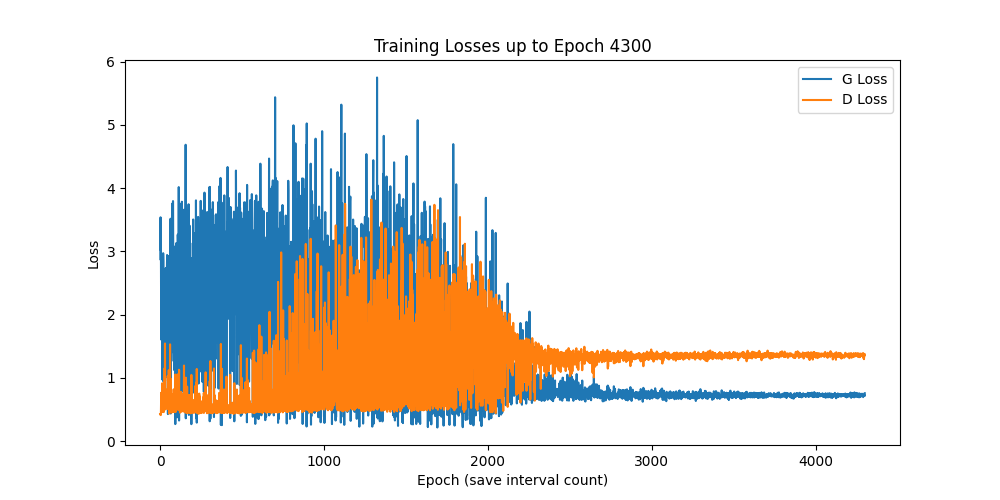 Training Losses up to Epoch 4300
G Loss
D Loss
Loss
6
5
4
3
2
1
0
0 1000 2000 3000 4000
Epoch (save interval count)